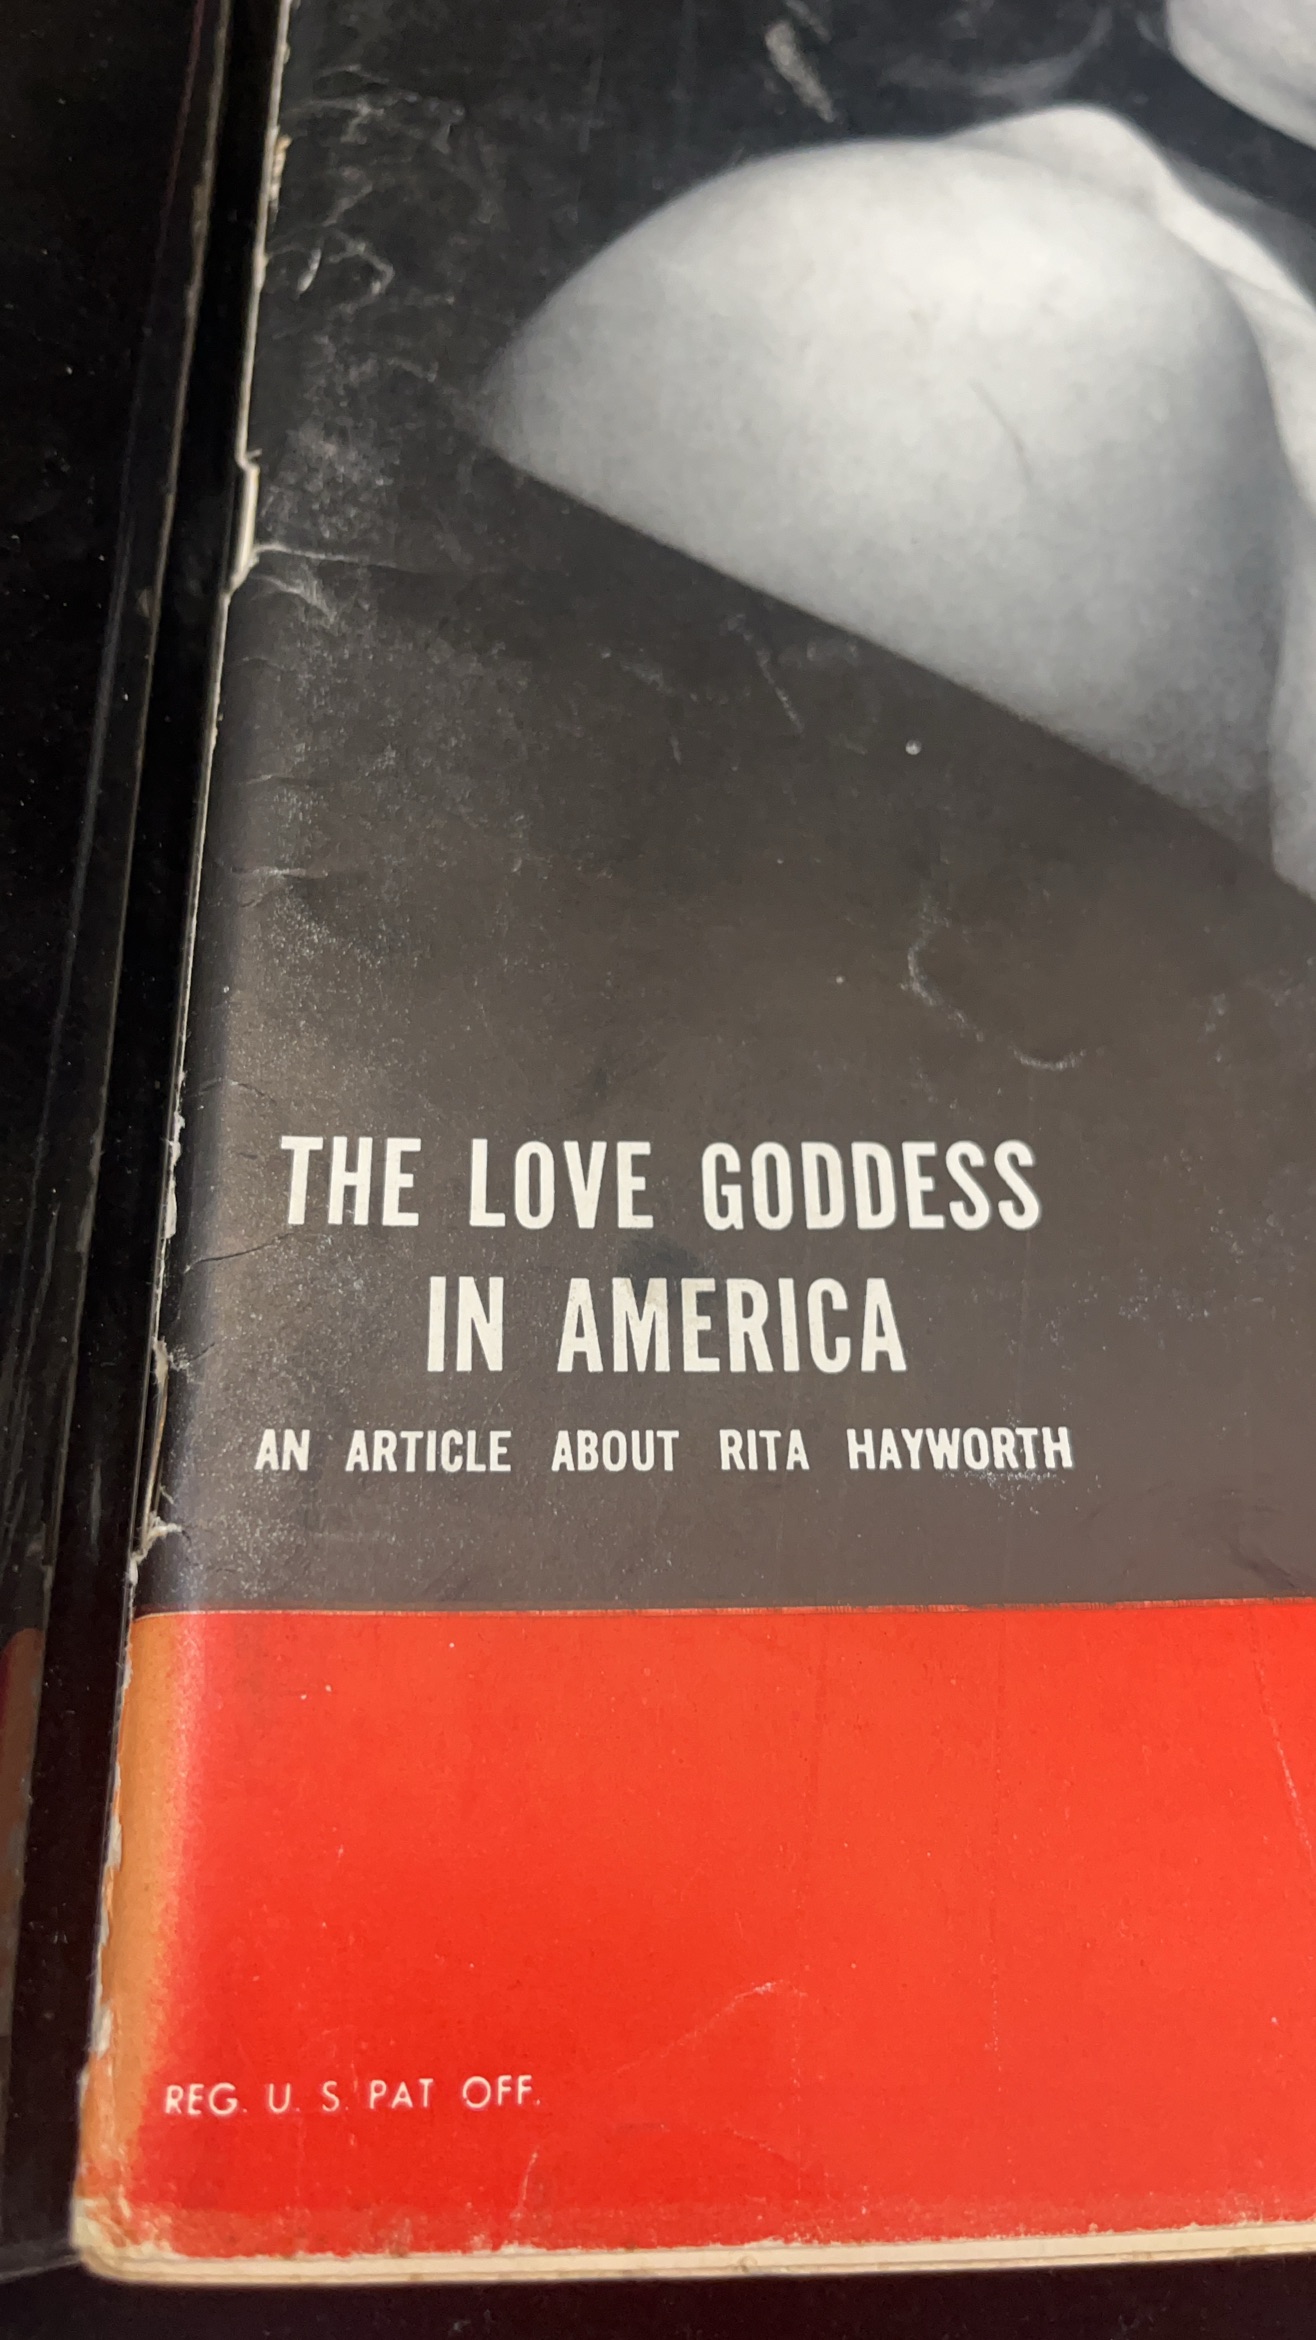 THE LOVE GODDESS
IN AMERICA
AN ARTICLE ABOUT RITA HAYWORTH
REG. U. S. PAT OFF.